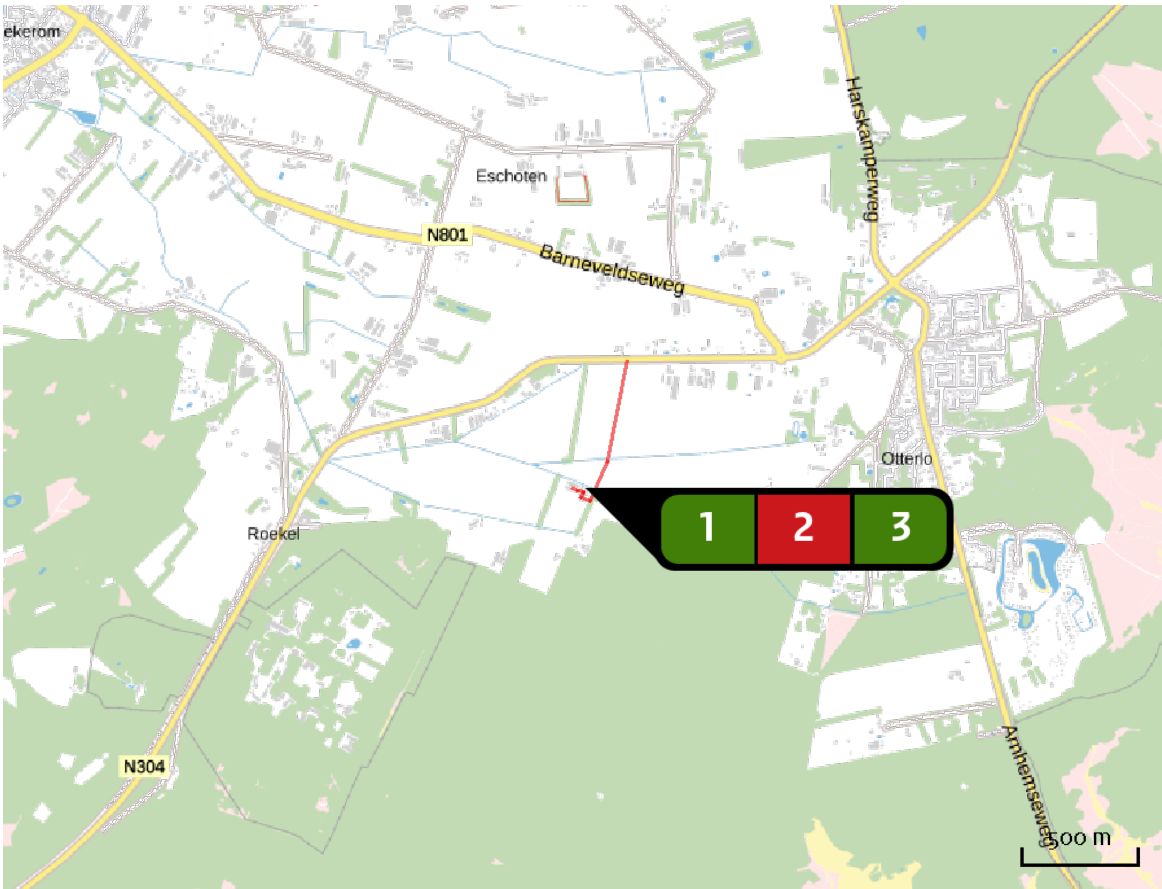 ekerom
Harskamperweg
Eschoten
N801
Barneveldseweg
Otterlo
1 2 3
Roekel
N304
Arnhemseweg
500 m